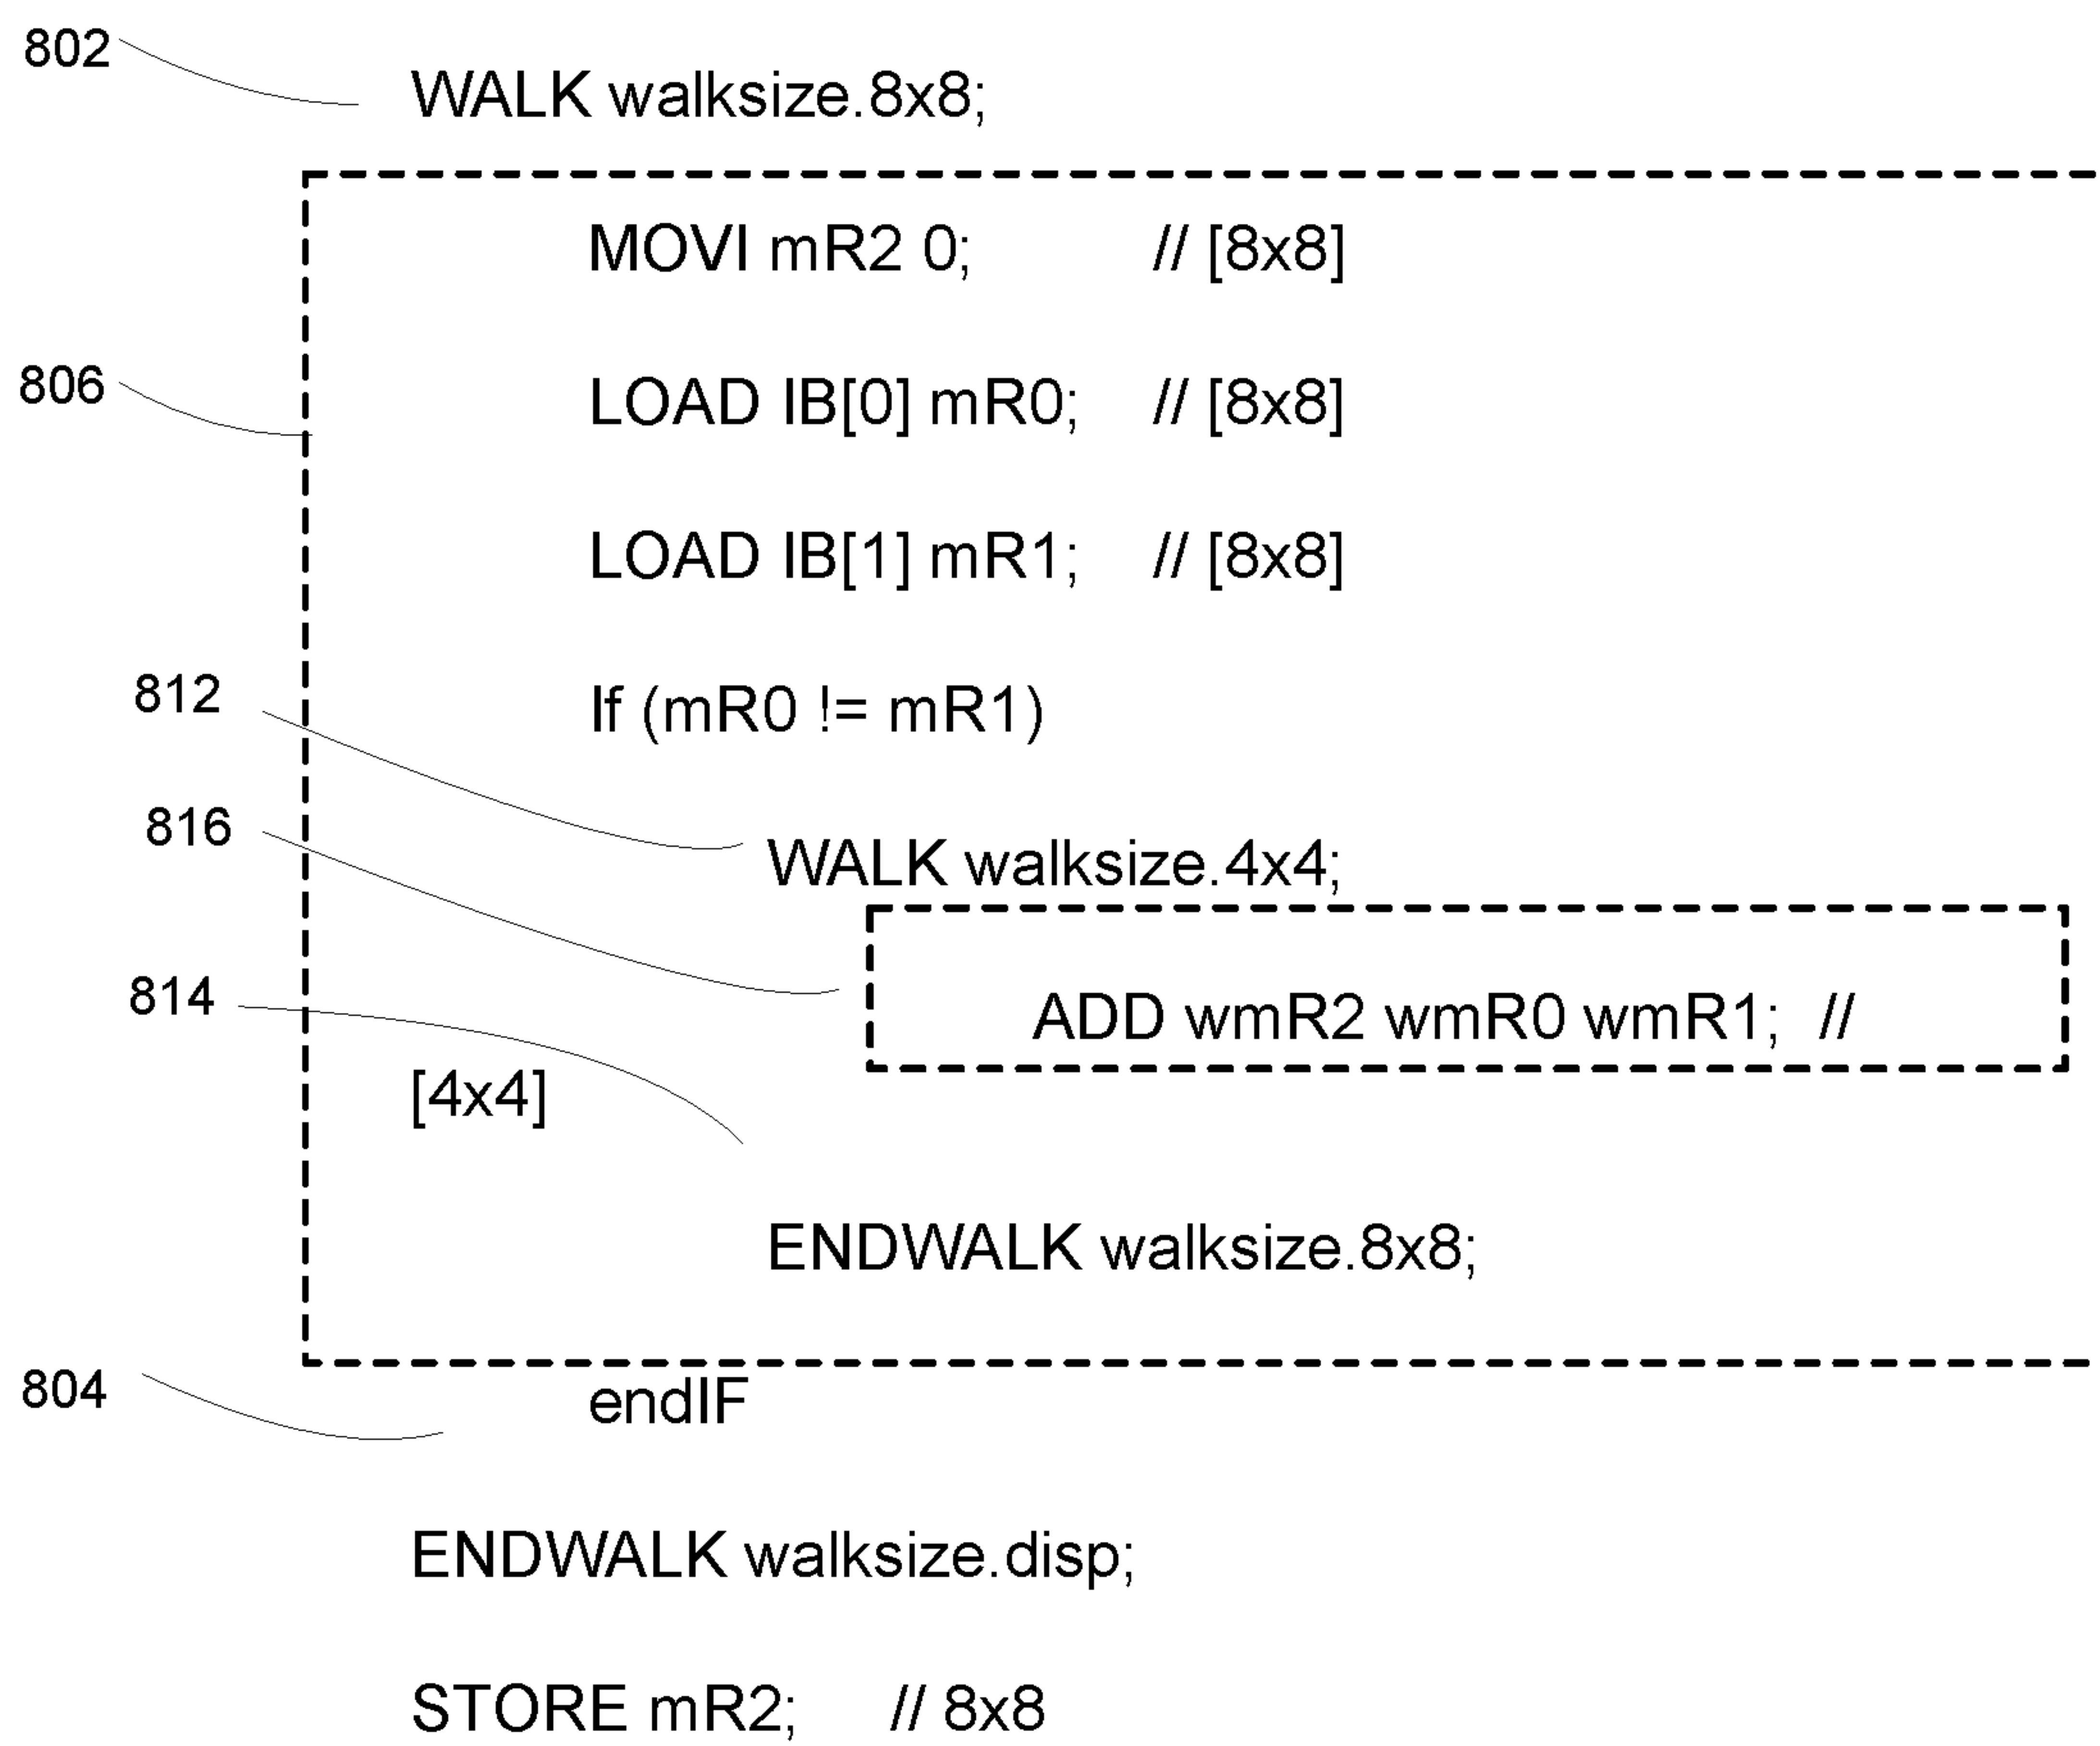 802
WALK walksize.8x8;
MOVI mR2 0; // [8x8]
806
LOAD IB[0] mR0; // [8x8]
LOAD IB[1] mR1; // [8x8]
812
If (mR0 != mR1)
816
WALK walksize.4x4;
814
ADD wmR2 wmR0 wmR1; //
[4x4]
ENDWALK walksize.8x8;
804
endIF
ENDWALK walksize.disp;
STORE mR2; // 8x8